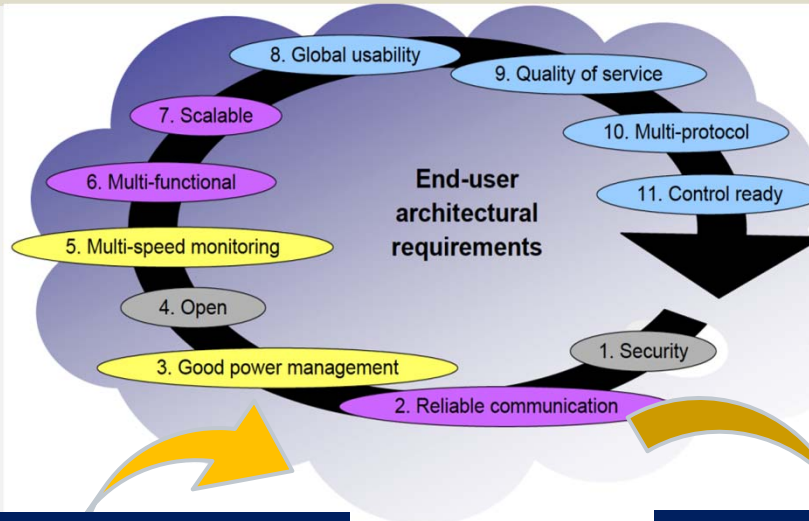 8. Global usability
9. Quality of service
7. Scalable
10. Multi-protocol
6. Multi-functional
End-user
architectural
requirements
11. Control ready
5. Multi-speed monitoring
4. Open
1. Security
3. Good power management
2. Reliable communication